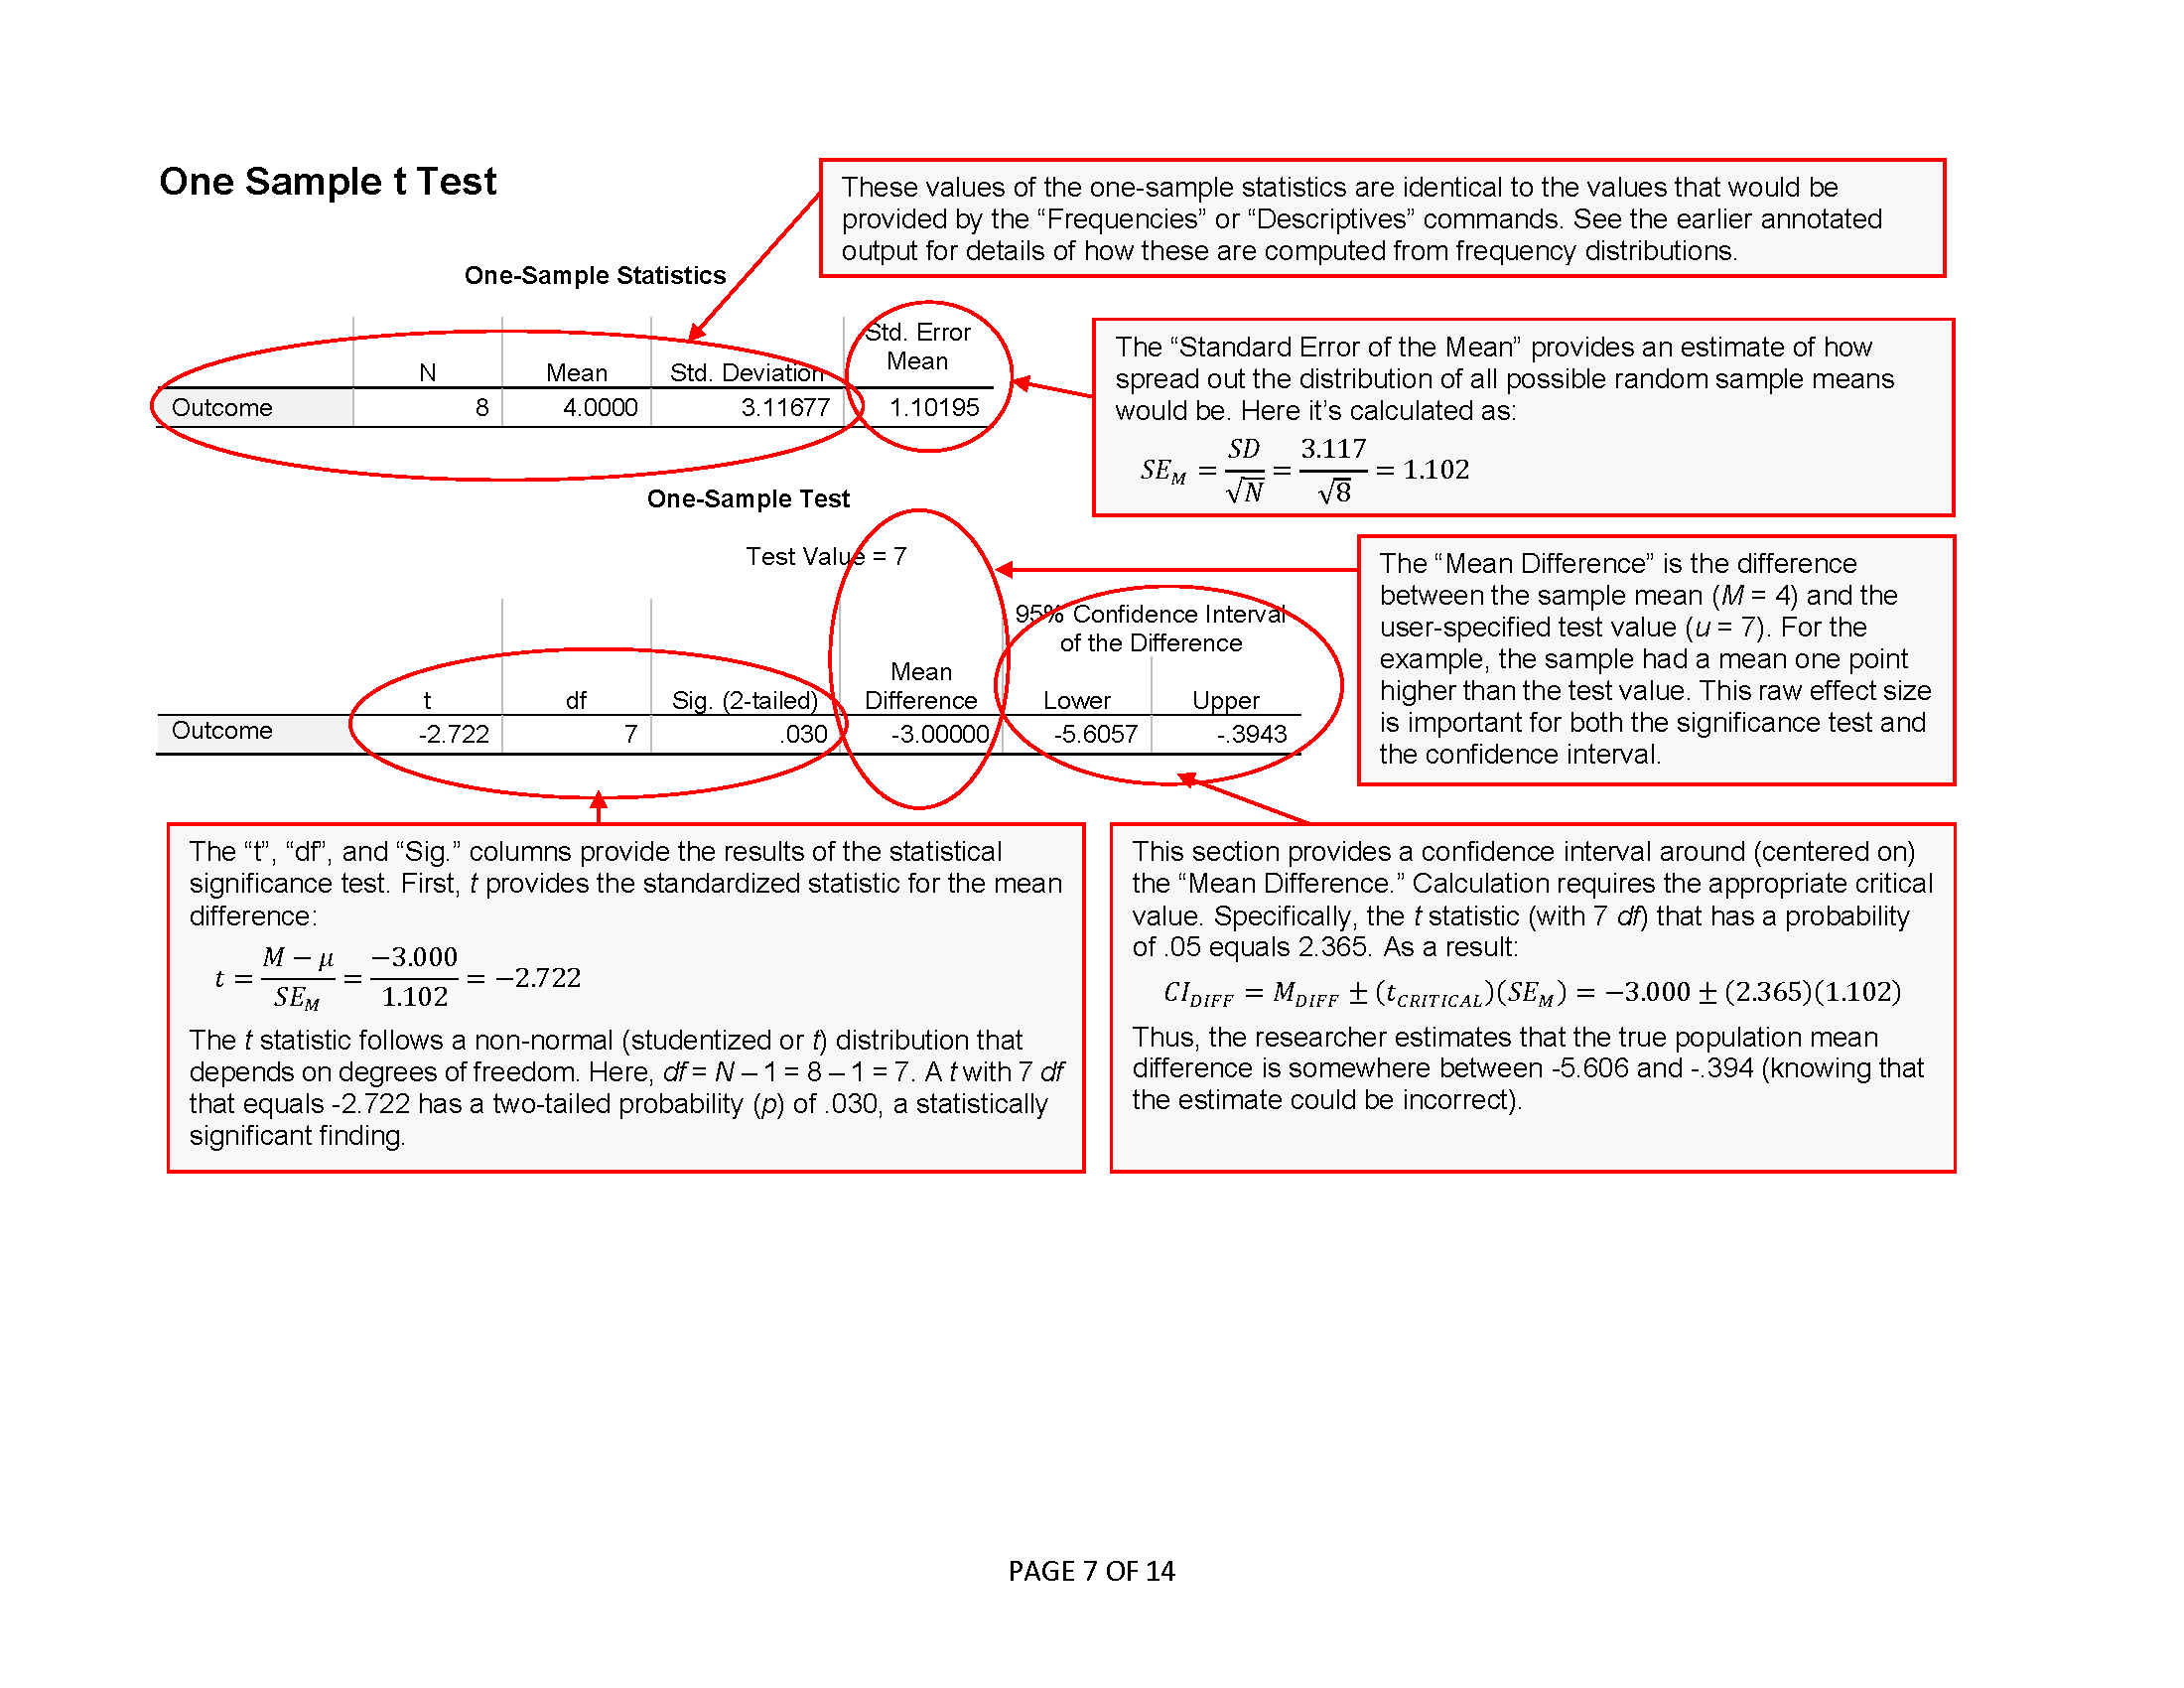 One Sample t Test
These values of the one-sample statistics are identical to the values that would be
provided by the “Frequencies” or “Descriptives” commands. See the earlier annotated
output for details of how these are computed from frequency distributions.
One-Sample Statistics
N Mean Std. Deviation Std. Error Mean
Outcome 8 4.0000 3.11677 1.10195
The “Standard Error of the Mean” provides an estimate of how
spread out the distribution of all possible random sample means
would be. Here it’s calculated as:
SE_M = SD/√N = 3.117/√8 = 1.102
One-Sample Test
Test Value = 7
95% Confidence Interval
of the Difference
t df Sig. (2-tailed) Mean Difference Lower Upper
Outcome -2.722 7 .030 -3.00000 -5.6057 -.3943
The “Mean Difference” is the difference
between the sample mean (M = 4) and the
user-specified test value (u = 7). For the
example, the sample had a mean one point
higher than the test value. This raw effect size
is important for both the significance test and
the confidence interval.
The “t”, “df”, and “Sig.” columns provide the results of the statistical
significance test. First, t provides the standardized statistic for the mean
difference:
t = (M − μ)/SE_M = −3.000/1.102 = −2.722
The t statistic follows a non-normal (studentized or t) distribution that
depends on degrees of freedom. Here, df = N – 1 = 8 – 1 = 7. A t with 7 df
that equals -2.722 has a two-tailed probability (p) of .030, a statistically
significant finding.
This section provides a confidence interval around (centered on)
the “Mean Difference.” Calculation requires the appropriate critical
value. Specifically, the t statistic (with 7 df) that has a probability
of .05 equals 2.365. As a result:
CI_DIFF = M_DIFF ± (t_CRITICAL)(SE_M) = −3.000 ± (2.365)(1.102)
Thus, the researcher estimates that the true population mean
difference is somewhere between -5.606 and -.394 (knowing that
the estimate could be incorrect).
PAGE 7 OF 14